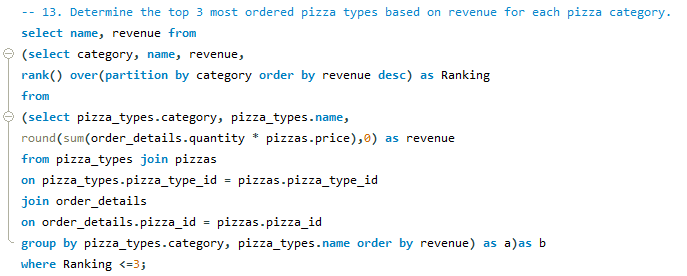 -- 13. Determine the top 3 most ordered pizza types based on revenue for each pizza category.
select name, revenue from
(select category, name, revenue,
rank() over(partition by category order by revenue desc) as Ranking
from
(select pizza_types.category, pizza_types.name,
round(sum(order_details.quantity * pizzas.price),0) as revenue
from pizza_types join pizzas
on pizza_types.pizza_type_id = pizzas.pizza_type_id
join order_details
on order_details.pizza_id = pizzas.pizza_id
group by pizza_types.category, pizza_types.name order by revenue) as a)as b
where Ranking <=3;